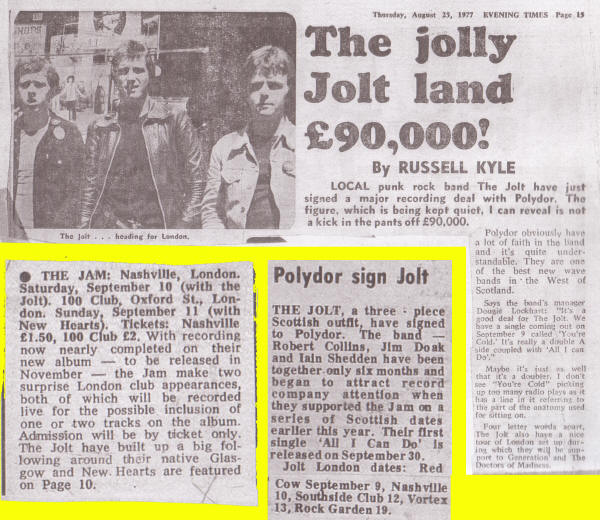 Thursday, August 25, 1977 EVENING TIMES Page 15
The jolly
Jolt land
£90,000!
By RUSSELL KYLE
LOCAL punk rock band The Jolt have just
signed a major recording deal with Polydor. The
figure, which is being kept quiet, I can reveal is not
a kick in the pants off £90,000.
The Jolt . . . heading for London.
Polydor obviously have
a lot of faith in the band
and it's quite under-
standable. They are one
of the best new wave
bands in the West of
Scotland.
Says the band's manager
Dougie Lockhart: "It's a
good deal for The Jolt. We
have a single coming out on
September 9 called 'You're
Cold.' It's really a double A
side coupled with 'All I can
Do'."
Maybe it's just as well
that it's a doubler. I don't
see "You're Cold" picking
up too many radio plays as it
has a line in it referring to
the part of the anatomy used
for sitting on.
Four letter words apart,
The Jolt also have a nice
tour of London set up dur-
ing which they will be sup-
port to Generation and The
Doctors of Madness.
● THE JAM: Nashville, London.
Saturday, September 10 (with the
Jolt). 100 Club, Oxford St., Lon-
don. Sunday, September 11 (with
New Hearts). Tickets: Nashville
£1.50, 100 Club £2. With recording
now nearly completed on their
new album — to be released in
November — the Jam make two
surprise London club appearances,
both of which will be recorded
live for the possible inclusion of
one or two tracks on the album.
Admission will be by ticket only.
The Jolt have built up a big fol-
lowing around their native Glas-
gow and New Hearts are featured
on Page 10.
Polydor sign Jolt
THE JOLT, a three - piece
Scottish outfit, have signed
to Polydor. The band —
Robert Collins, Jim Doak
and Iain Shedden have been
together only six months and
began to attract record
company attention when
they supported the Jam on a
series of Scottish dates
earlier this year. Their first
single 'All I Can Do' is
released on September 30.
Jolt London dates: Red
Cow September 9, Nashville
10, Southside Club 12, Vortex
13, Rock Garden 19.